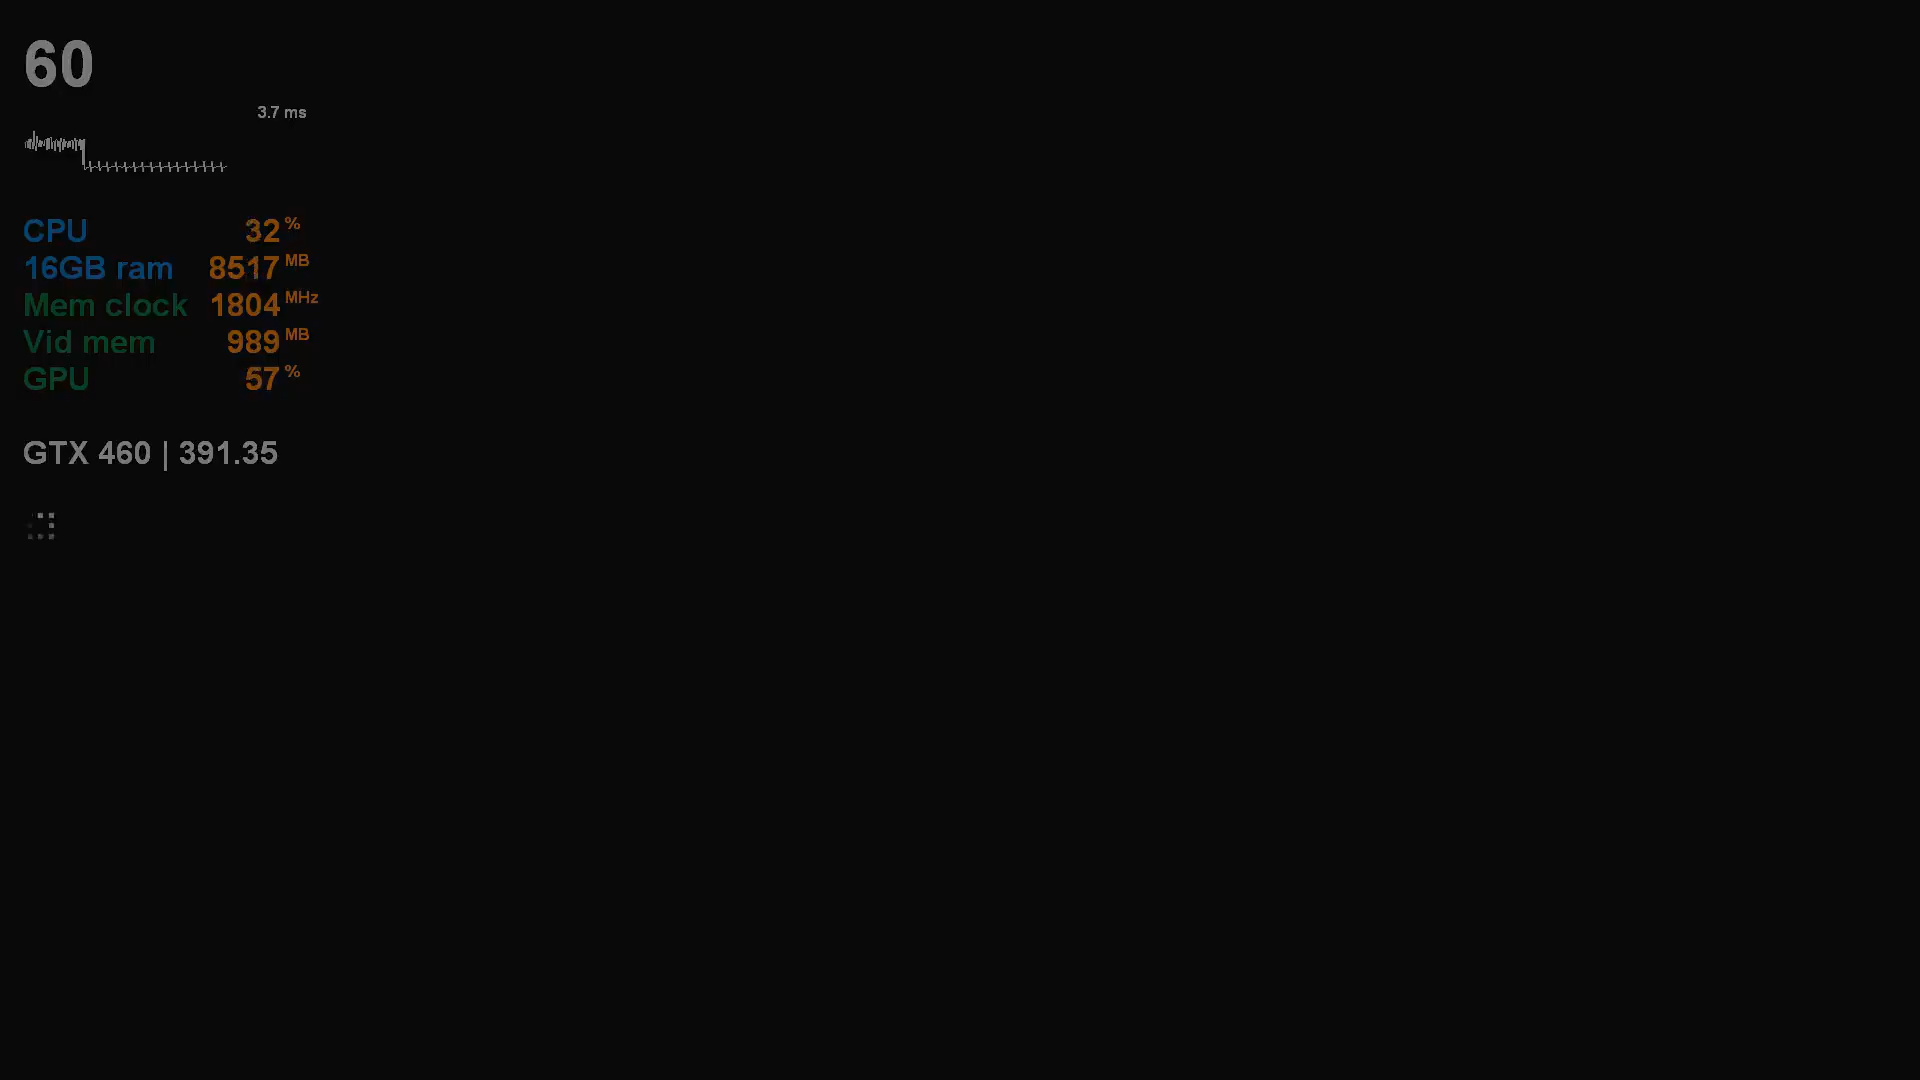 60
3.7 ms
CPU 32 %
16GB ram 8517 MB
Mem clock 1804 MHz
Vid mem 989 MB
GPU 57 %
GTX 460 | 391.35